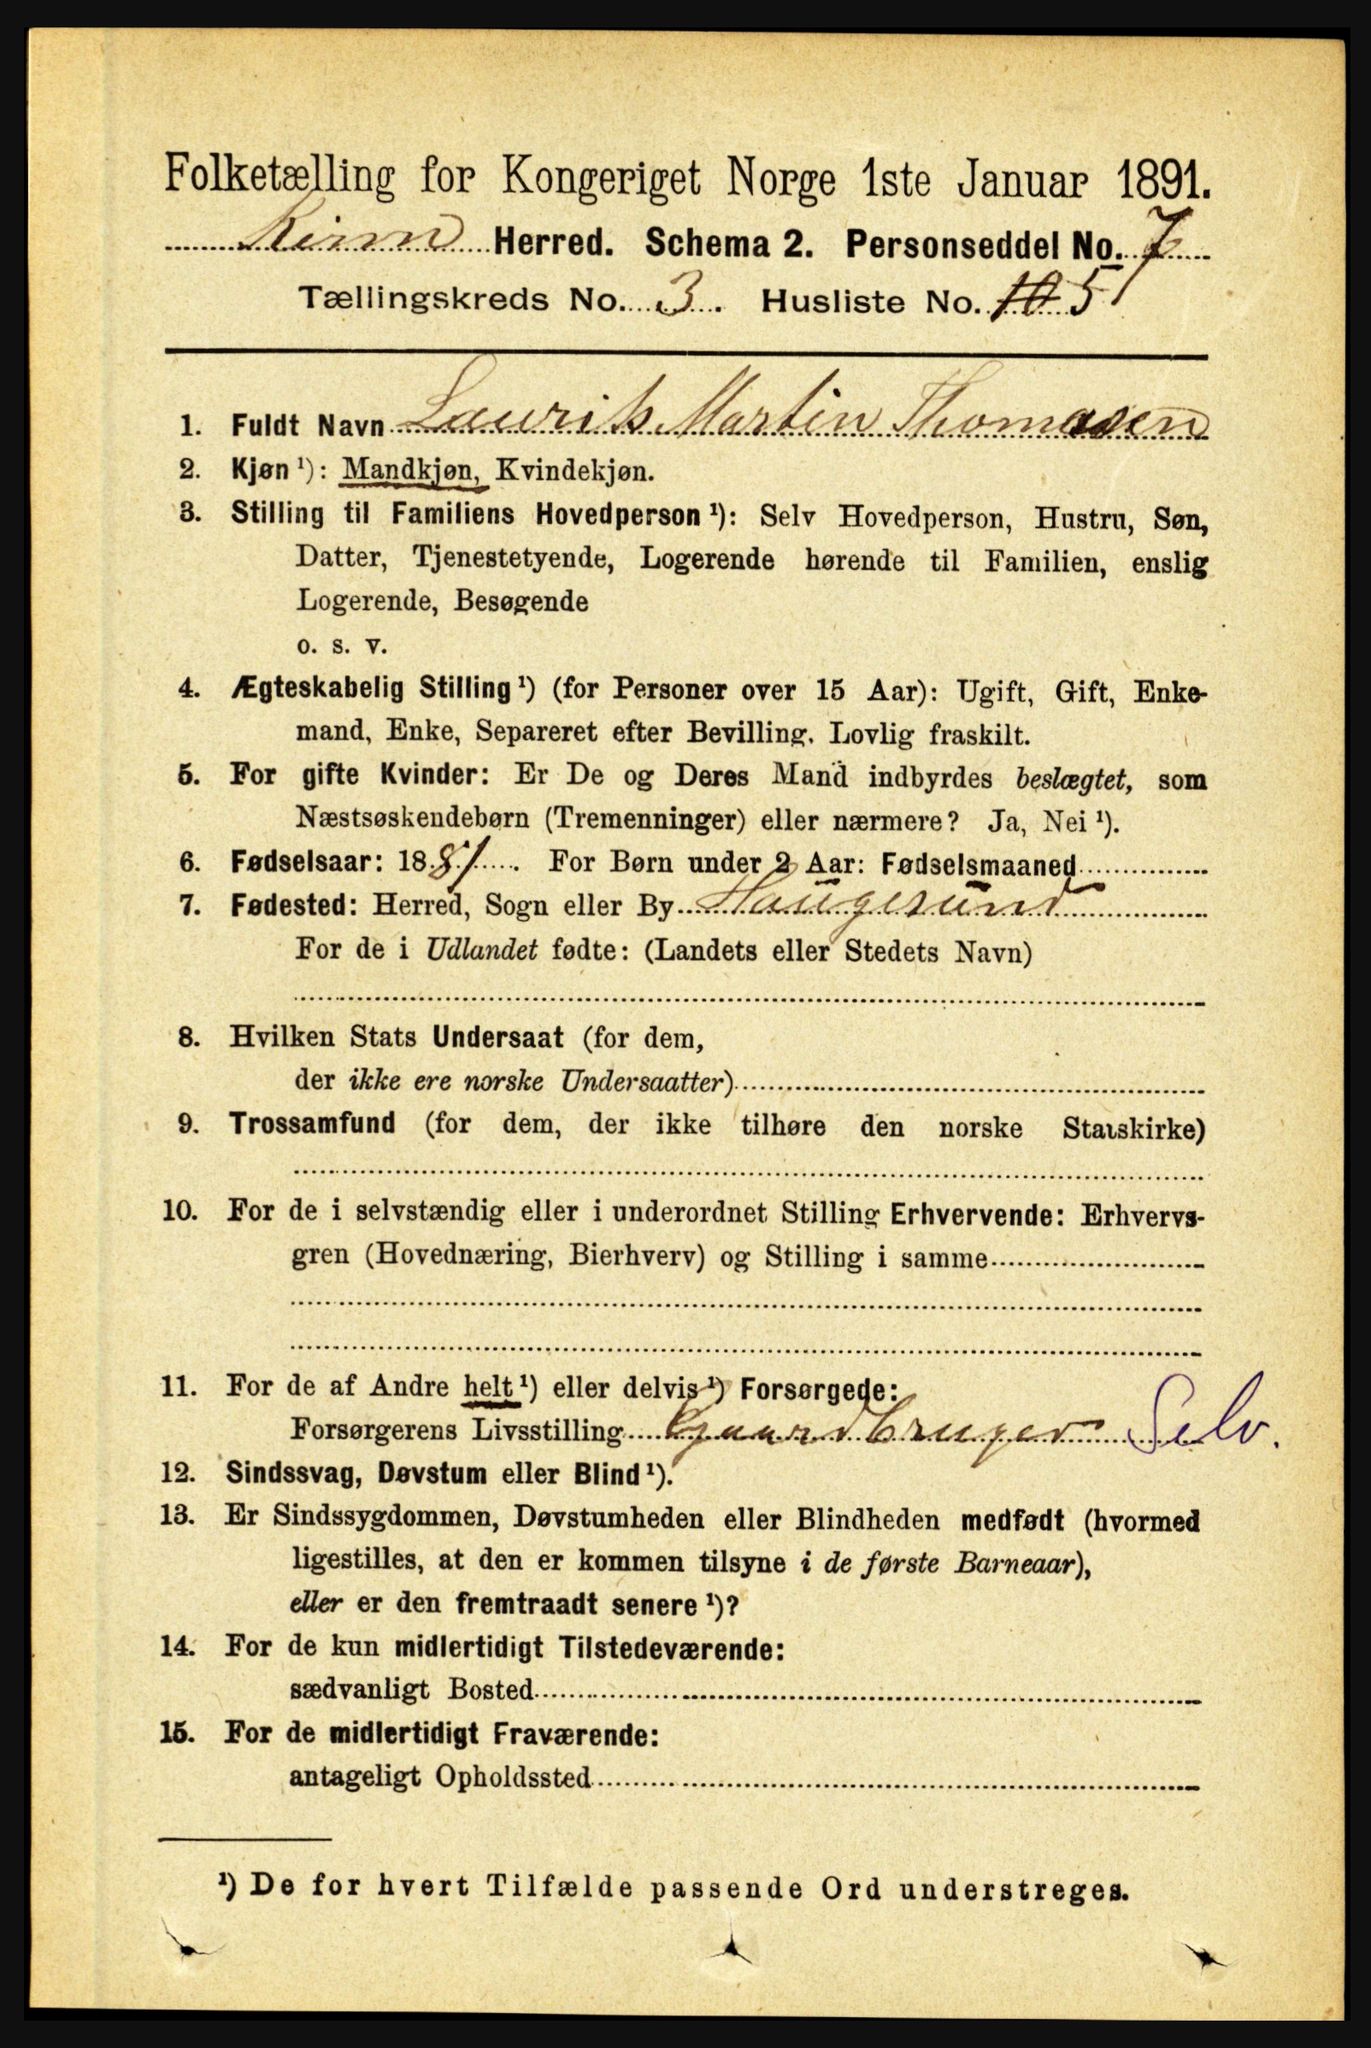 Folketælling for Kongeriget Norge 1ste Januar 1891.
Kinn Herred. Schema 2. Personseddel No. 7
Tællingskreds No. 3. Husliste No. 10 5
1. Fuldt Navn Laurits Martin Thomasen
2. Kjøn ¹): Mandkjøn, Kvindekjøn.
3. Stilling til Familiens Hovedperson ¹): Selv Hovedperson, Hustru, Søn,
Datter, Tjenestetyende, Logerende hørende til Familien, enslig
Logerende, Besøgende
o. s. v.
4. Ægteskabelig Stilling ¹) (for Personer over 15 Aar): Ugift, Gift, Enke-
mand, Enke, Separeret efter Bevilling. Lovlig fraskilt.
5. For gifte Kvinder: Er De og Deres Mand indbyrdes beslægtet, som
Næstsøskendebørn (Tremenninger) eller nærmere? Ja, Nei ¹).
6. Fødselsaar: 1881. For Børn under 2 Aar: Fødselsmaaned
7. Fødested: Herred, Sogn eller By Haugesund
For de i Udlandet fødte: (Landets eller Stedets Navn)
8. Hvilken Stats Undersaat (for dem,
der ikke ere norske Undersaatter)
9. Trossamfund (for dem, der ikke tilhøre den norske Statskirke)
10. For de i selvstændig eller i underordnet Stilling Erhvervende: Erhvervs-
gren (Hovednæring, Bierhverv) og Stilling i samme
11. For de af Andre helt ¹) eller delvis ¹) Forsørgede:
Forsørgerens Livsstilling Gaardbruger Selv.
12. Sindssvag, Døvstum eller Blind ¹).
13. Er Sindssygdommen, Døvstumheden eller Blindheden medfødt (hvormed
ligestilles, at den er kommen tilsyne i de første Barneaar),
eller er den fremtraadt senere ¹)?
14. For de kun midlertidigt Tilstedeværende:
sædvanligt Bosted
15. For de midlertidigt Fraværende:
antageligt Opholdssted
¹) De for hvert Tilfælde passende Ord understreges.